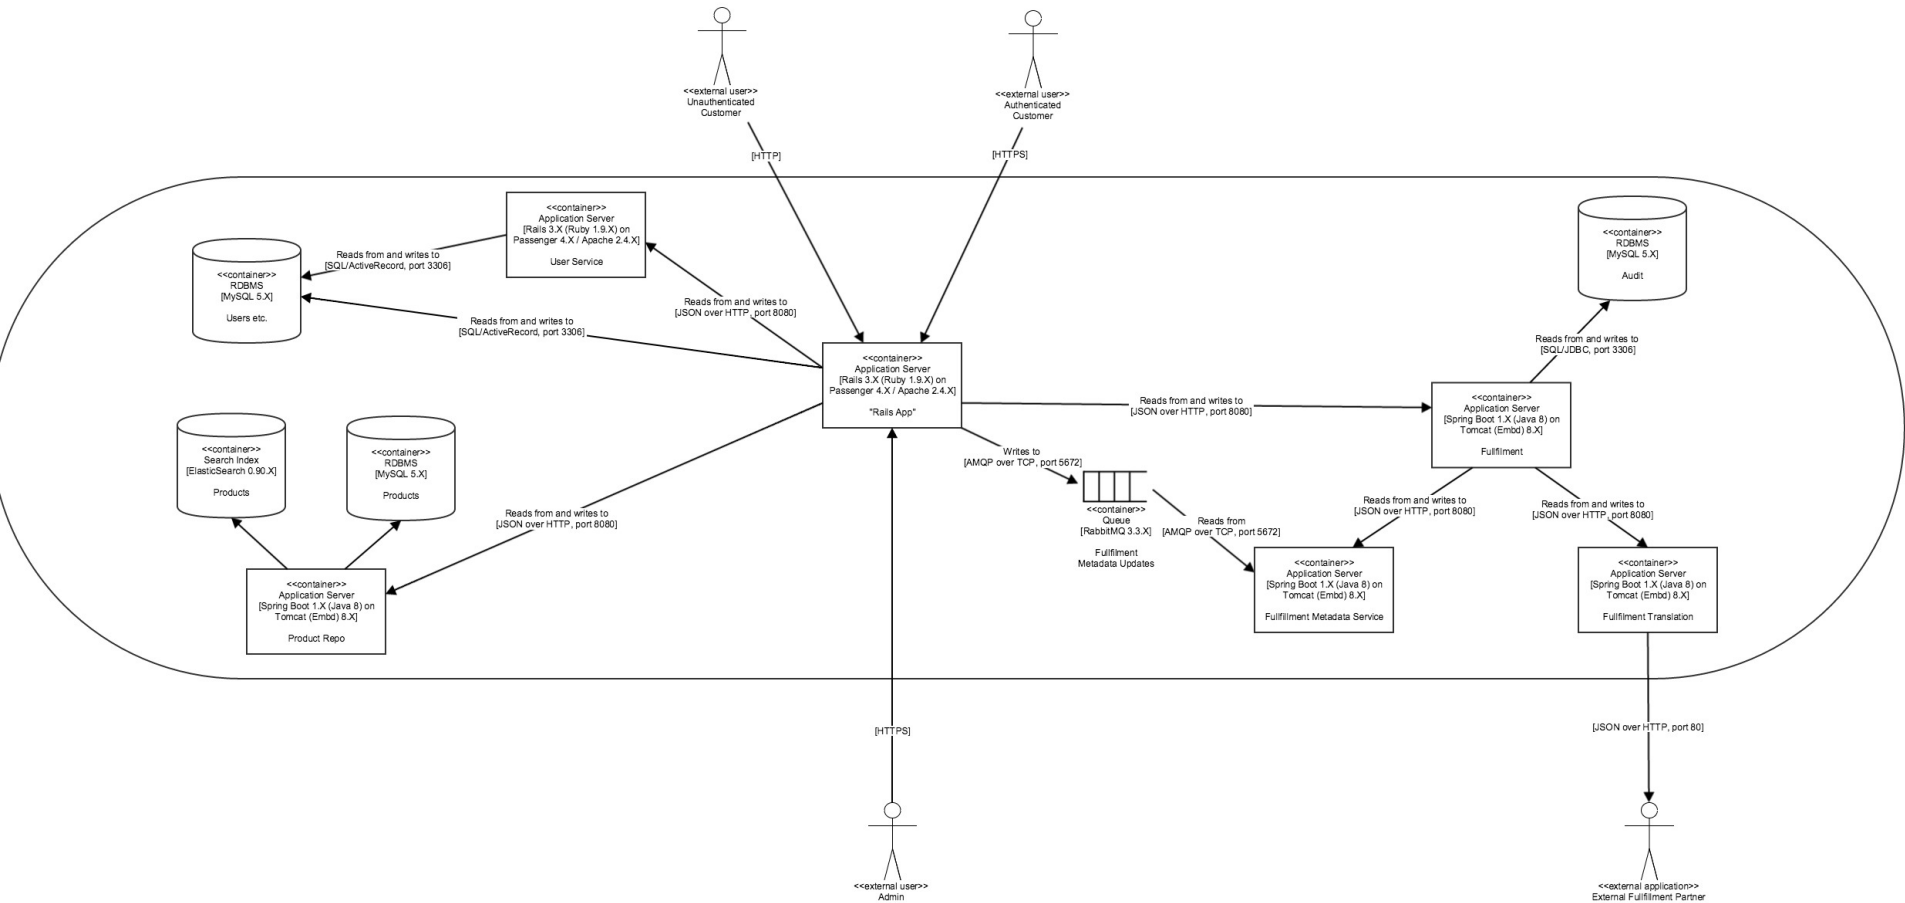 <<external user>>
Unauthenticated
Customer
<<external user>>
Authenticated
Customer
[HTTP]
[HTTPS]
<<container>>
Application Server
[Rails 3.X (Ruby 1.9.X) on
Passenger 4.X / Apache 2.4.X]
User Service
<<container>>
RDBMS
[MySQL 5.X]
Users etc.
Reads from and writes to
[SQL/ActiveRecord, port 3306]
Reads from and writes to
[SQL/ActiveRecord, port 3306]
Reads from and writes to
[JSON over HTTP, port 8080]
<<container>>
Application Server
[Rails 3.X (Ruby 1.9.X) on
Passenger 4.X / Apache 2.4.X]
"Rails App"
<<container>>
RDBMS
[MySQL 5.X]
Audit
Reads from and writes to
[SQL/JDBC, port 3306]
Reads from and writes to
[JSON over HTTP, port 8080]
<<container>>
Application Server
[Spring Boot 1.X (Java 8) on
Tomcat (Embd) 8.X]
Fullfilment
<<container>>
Search Index
[ElasticSearch 0.90.X]
Products
<<container>>
RDBMS
[MySQL 5.X]
Products
Reads from and writes to
[JSON over HTTP, port 8080]
Writes to
[AMQP over TCP, port 5672]
<<container>>
Queue
[RabbitMQ 3.3.X]
Fullfilment
Metadata Updates
Reads from
[AMQP over TCP, port 5672]
Reads from and writes to
[JSON over HTTP, port 8080]
Reads from and writes to
[JSON over HTTP, port 8080]
<<container>>
Application Server
[Spring Boot 1.X (Java 8) on
Tomcat (Embd) 8.X]
Product Repo
<<container>>
Application Server
[Spring Boot 1.X (Java 8) on
Tomcat (Embd) 8.X]
Fullfillment Metadata Service
<<container>>
Application Server
[Spring Boot 1.X (Java 8) on
Tomcat (Embd) 8.X]
Fullfilment Translation
[HTTPS]
[JSON over HTTP, port 80]
<<external user>>
Admin
<<external application>>
External Fullfillment Partner